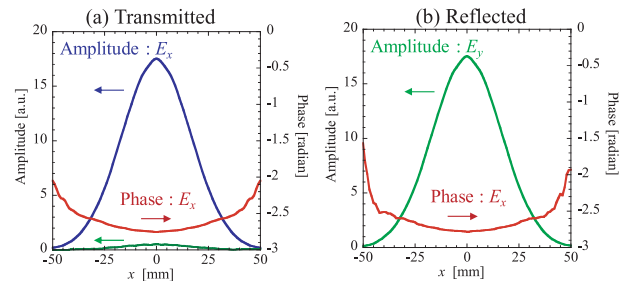 (a) Transmitted
Amplitude : Ex
Amplitude [a.u.]
20
15
10
5
0
0
-0.5
-1
-1.5
-2
-2.5
-3
Phase [radian]
Phase : Ex
-50 -25 0 25 50
x [mm]
(b) Reflected
Amplitude : Ey
Amplitude [a.u.]
20
15
10
5
0
0
-0.5
-1
-1.5
-2
-2.5
-3
Phase [radian]
Phase : Ex
-50 -25 0 25 50
x [mm]